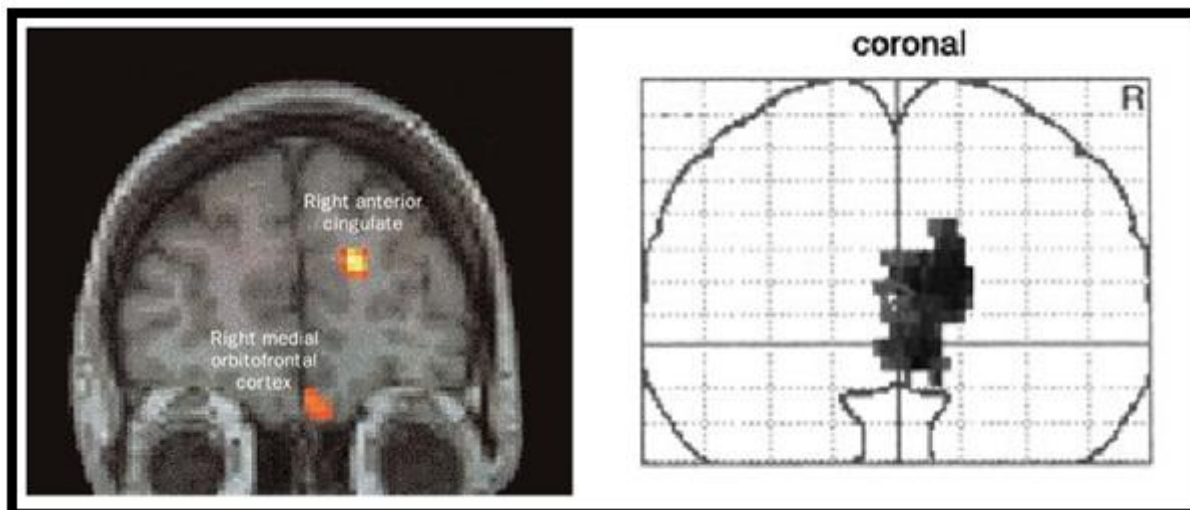 Right anterior
cingulate
Right medial
orbitofrontal
cortex
coronal
R